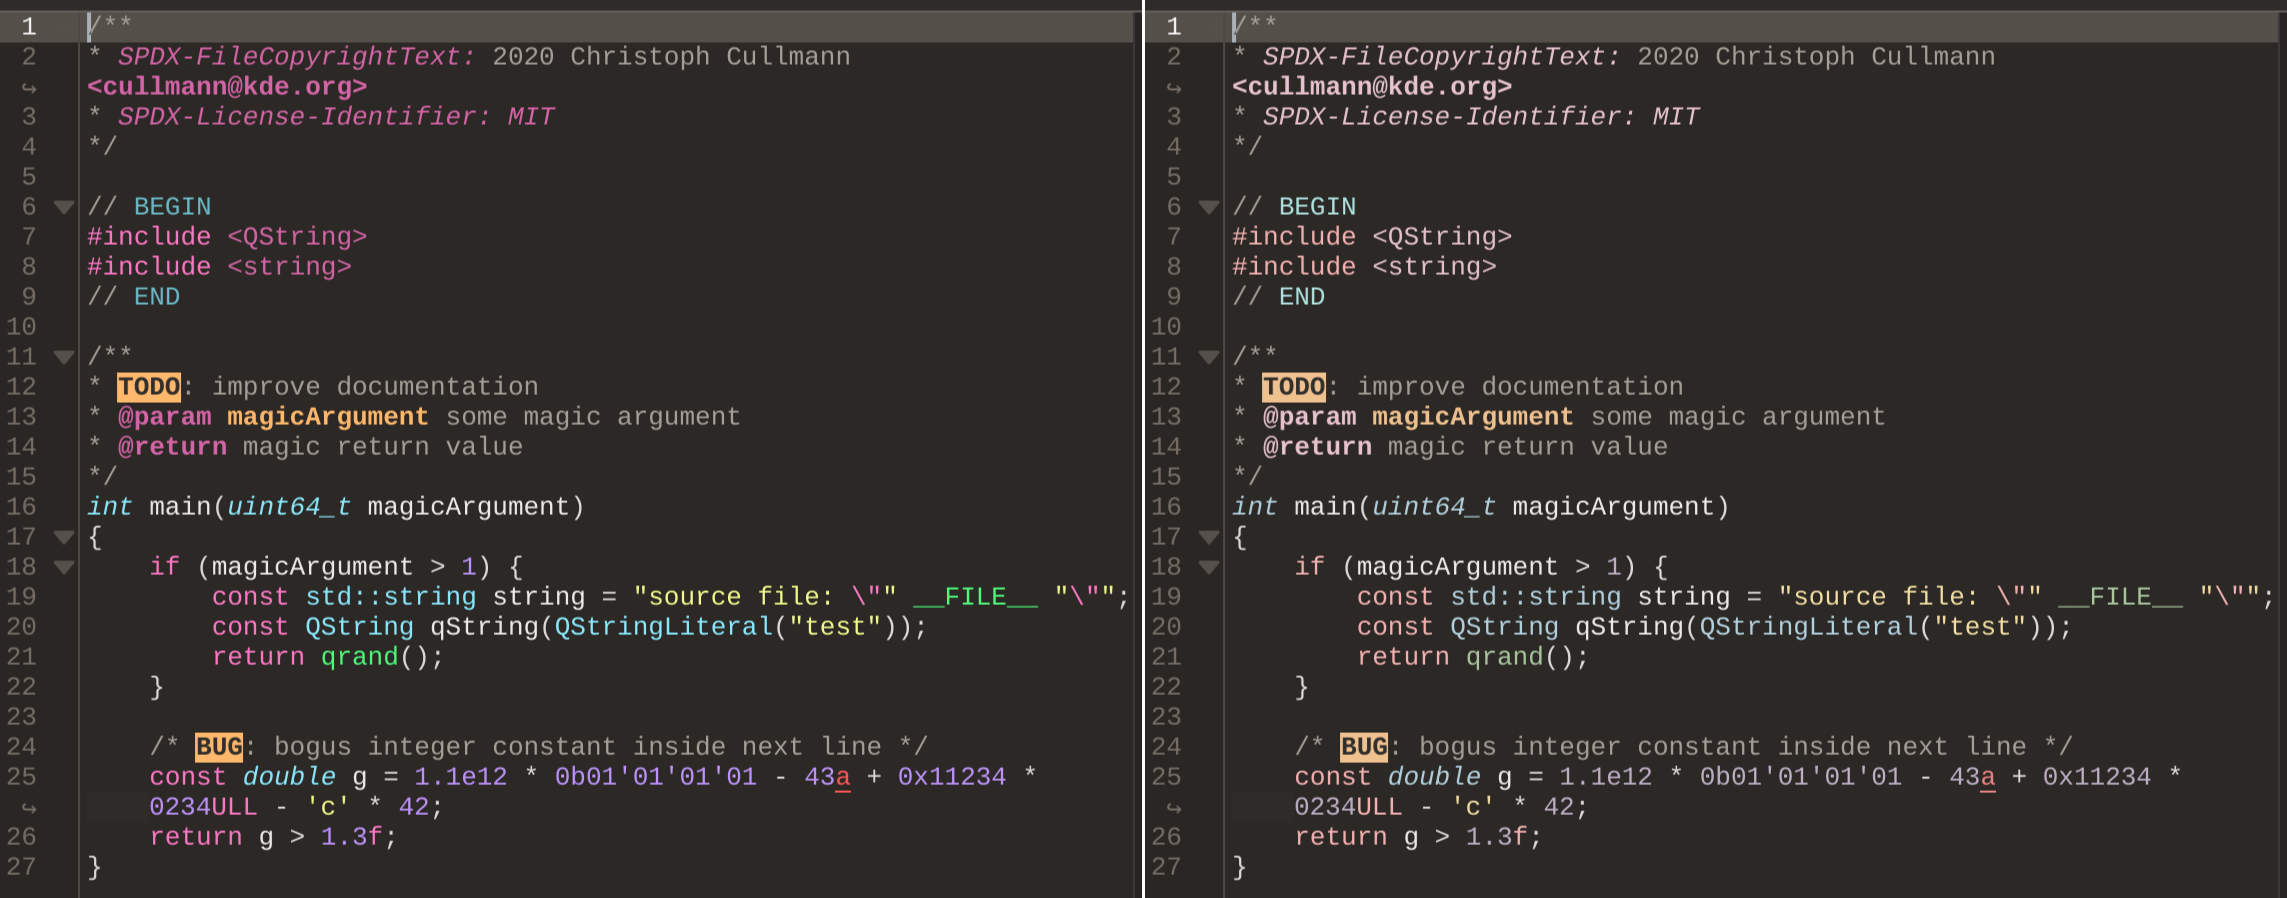 1 /**
2 * SPDX-FileCopyrightText: 2020 Christoph Cullmann
↪ <cullmann@kde.org>
3 * SPDX-License-Identifier: MIT
4 */
5
6 // BEGIN
7 #include <QString>
8 #include <string>
9 // END
10
11 /**
12 * TODO: improve documentation
13 * @param magicArgument some magic argument
14 * @return magic return value
15 */
16 int main(uint64_t magicArgument)
17 {
18     if (magicArgument > 1) {
19         const std::string string = "source file: \"" __FILE__ "\"";
20         const QString qString(QStringLiteral("test"));
21         return qrand();
22     }
23
24     /* BUG: bogus integer constant inside next line */
25     const double g = 1.1e12 * 0b01'01'01'01 - 43a + 0x11234 *
↪     0234ULL - 'c' * 42;
26     return g > 1.3f;
27 }
1 /**
2 * SPDX-FileCopyrightText: 2020 Christoph Cullmann
↪ <cullmann@kde.org>
3 * SPDX-License-Identifier: MIT
4 */
5
6 // BEGIN
7 #include <QString>
8 #include <string>
9 // END
10
11 /**
12 * TODO: improve documentation
13 * @param magicArgument some magic argument
14 * @return magic return value
15 */
16 int main(uint64_t magicArgument)
17 {
18     if (magicArgument > 1) {
19         const std::string string = "source file: \"" __FILE__ "\"";
20         const QString qString(QStringLiteral("test"));
21         return qrand();
22     }
23
24     /* BUG: bogus integer constant inside next line */
25     const double g = 1.1e12 * 0b01'01'01'01 - 43a + 0x11234 *
↪     0234ULL - 'c' * 42;
26     return g > 1.3f;
27 }